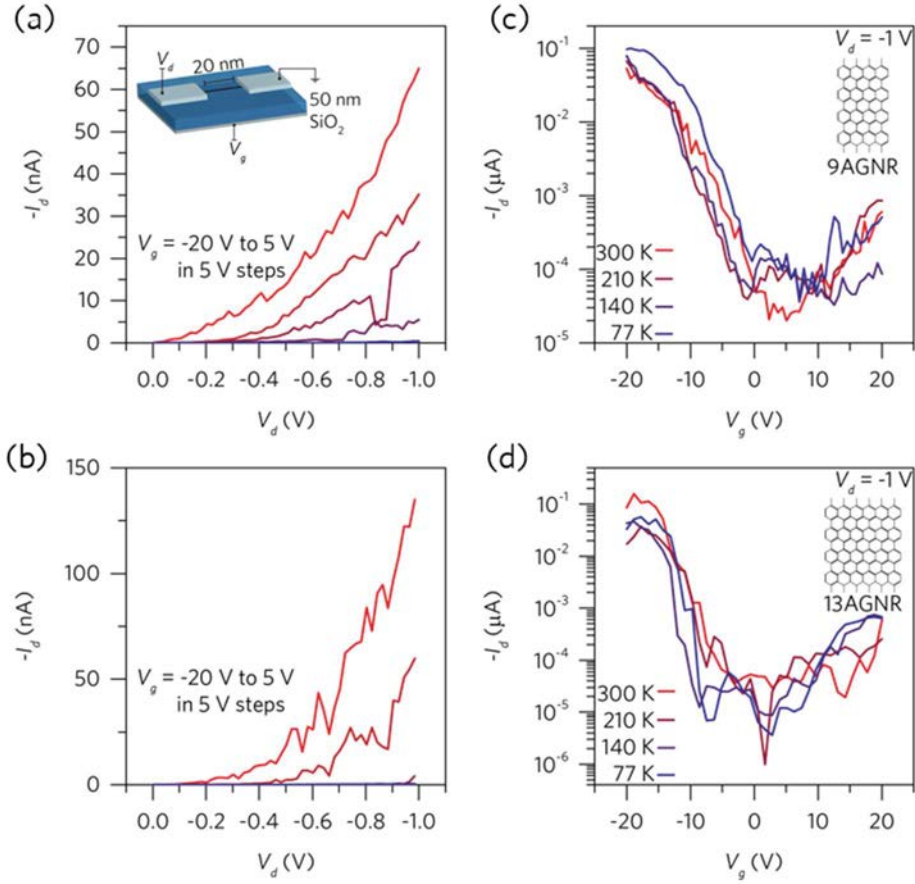 (a)
70
60
50
40
30
20
10
0
-I_d (nA)
V_d
20 nm
50 nm
SiO₂
V_g
V_g = -20 V to 5 V
in 5 V steps
0.0 -0.2 -0.4 -0.6 -0.8 -1.0
V_d (V)
(c)
10⁻¹
10⁻²
10⁻³
10⁻⁴
10⁻⁵
-I_d (μA)
V_d = -1 V
9AGNR
300 K
210 K
140 K
77 K
-20 -10 0 10 20
V_g (V)
(b)
150
100
50
0
-I_d (nA)
V_g = -20 V to 5 V
in 5 V steps
0.0 -0.2 -0.4 -0.6 -0.8 -1.0
V_d (V)
(d)
10⁻¹
10⁻²
10⁻³
10⁻⁴
10⁻⁵
10⁻⁶
-I_d (μA)
V_d = -1 V
13AGNR
300 K
210 K
140 K
77 K
-20 -10 0 10 20
V_g (V)